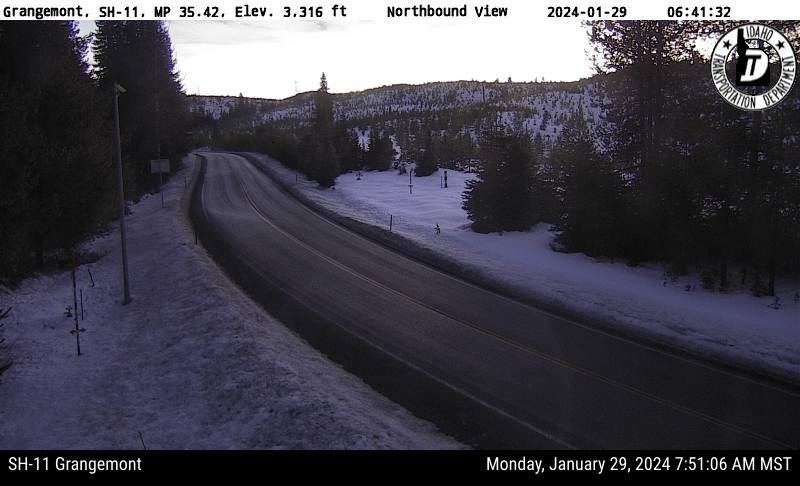 Grangemont, SH-11, MP 35.42, Elev. 3,316 ft Northbound View 2024-01-29 06:41:32
IDAHO
TRANSPORTATION DEPARTMENT
SH-11 Grangemont Monday, January 29, 2024 7:51:06 AM MST